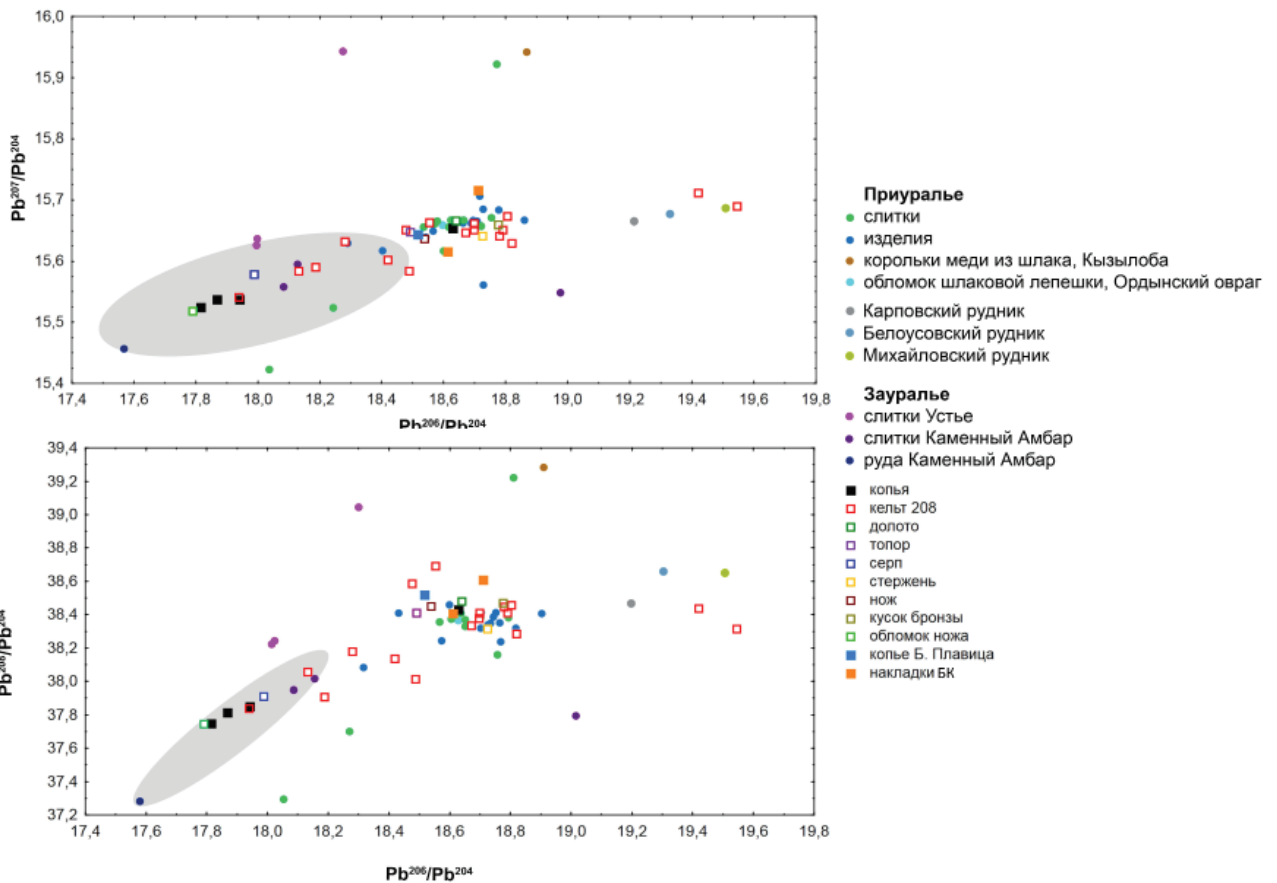 16,0
15,9
15,8
15,7
15,6
15,5
15,4
Pb²⁰⁷/Pb²⁰⁴
17,4 17,6 17,8 18,0 18,2 18,4 18,6 18,8 19,0 19,2 19,4 19,6 19,8
Pb²⁰⁶/Pb²⁰⁴
39,4
39,2
39,0
38,8
38,6
38,4
38,2
38,0
37,8
37,6
37,4
37,2
17,4 17,6 17,8 18,0 18,2 18,4 18,6 18,8 19,0 19,2 19,4 19,6 19,8
Pb²⁰⁶/Pb²⁰⁴
Приуралье
слитки
изделия
корольки меди из шлака, Кызылоба
обломок шлаковой лепешки, Ордынский овраг
Карповский рудник
Белоусовский рудник
Михайловский рудник
Зауралье
слитки Устье
слитки Каменный Амбар
руда Каменный Амбар
копья
кельт 208
долото
топор
серп
стержень
нож
кусок бронзы
обломок ножа
копье Б. Плавица
накладки БК